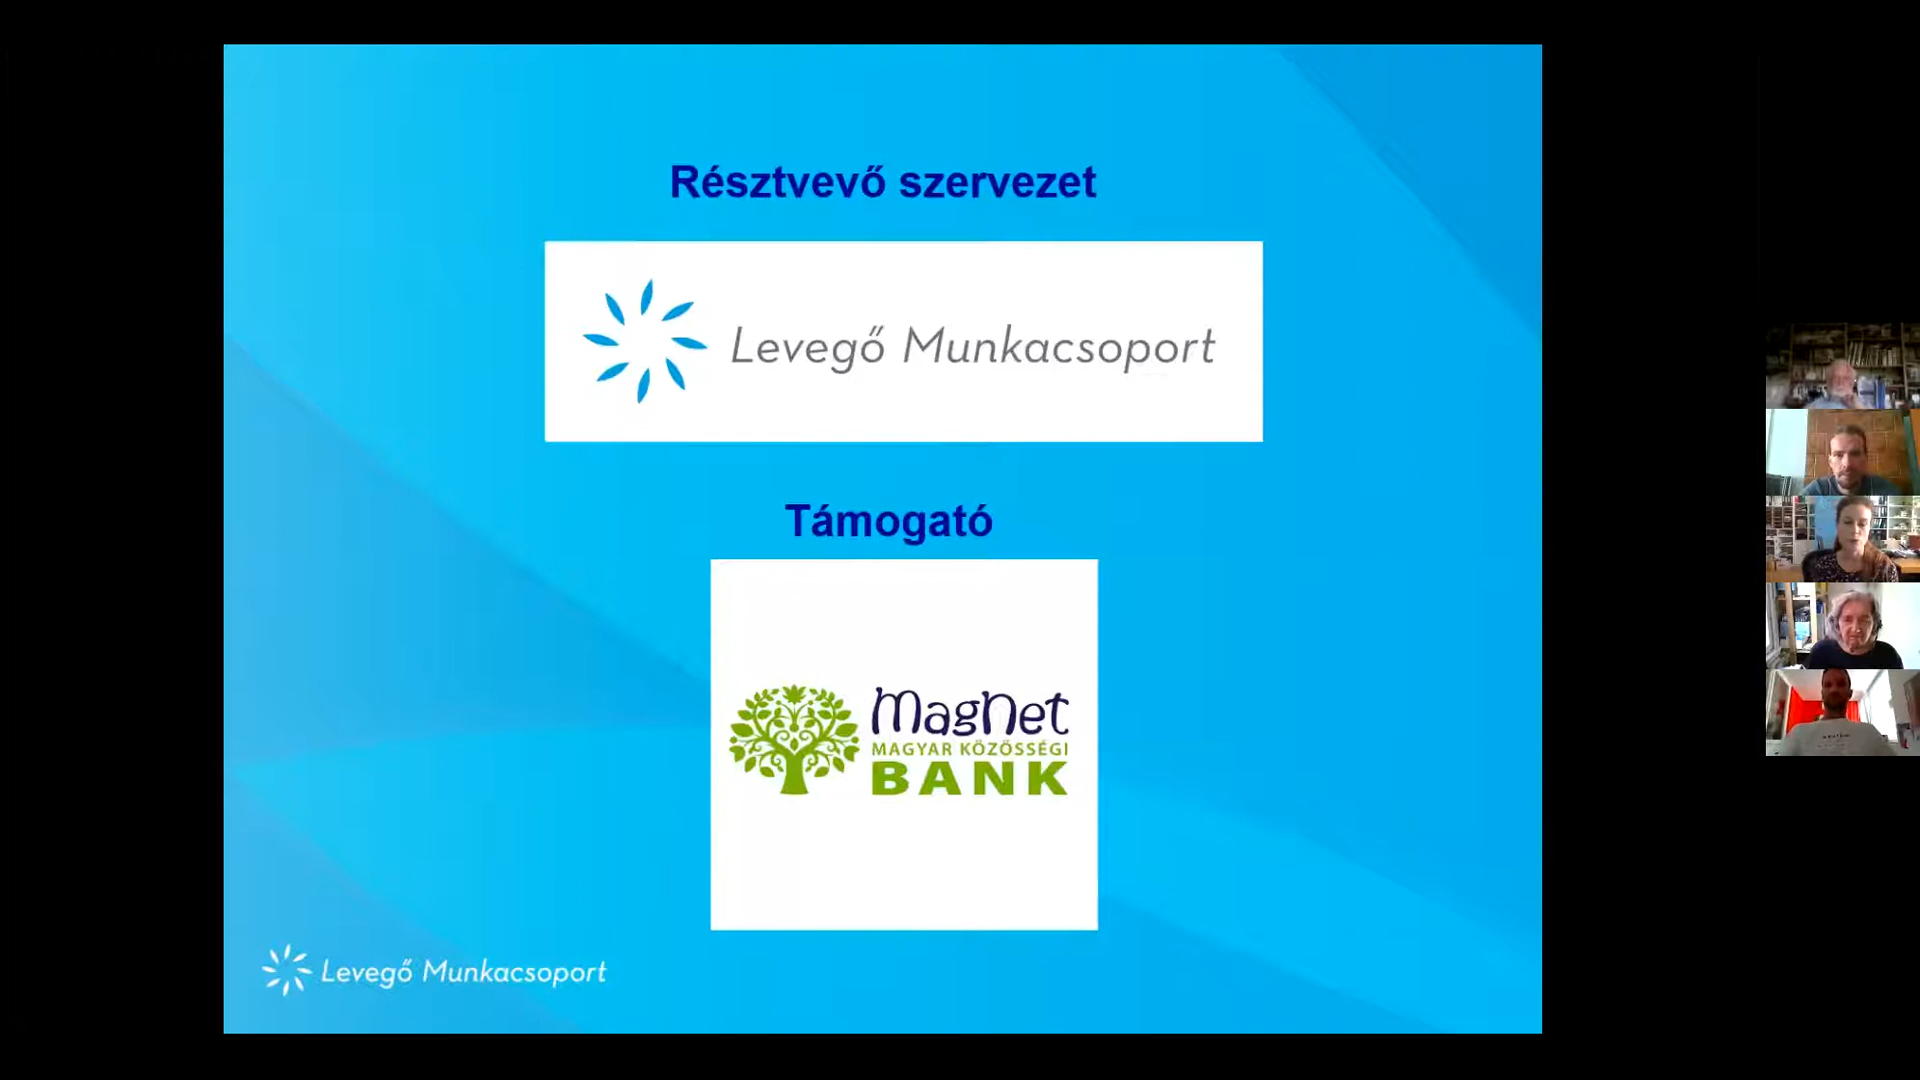 Résztvevő szervezet
Levegő Munkacsoport
Támogató
MagNet
MAGYAR KÖZÖSSÉGI
BANK
Levegő Munkacsoport